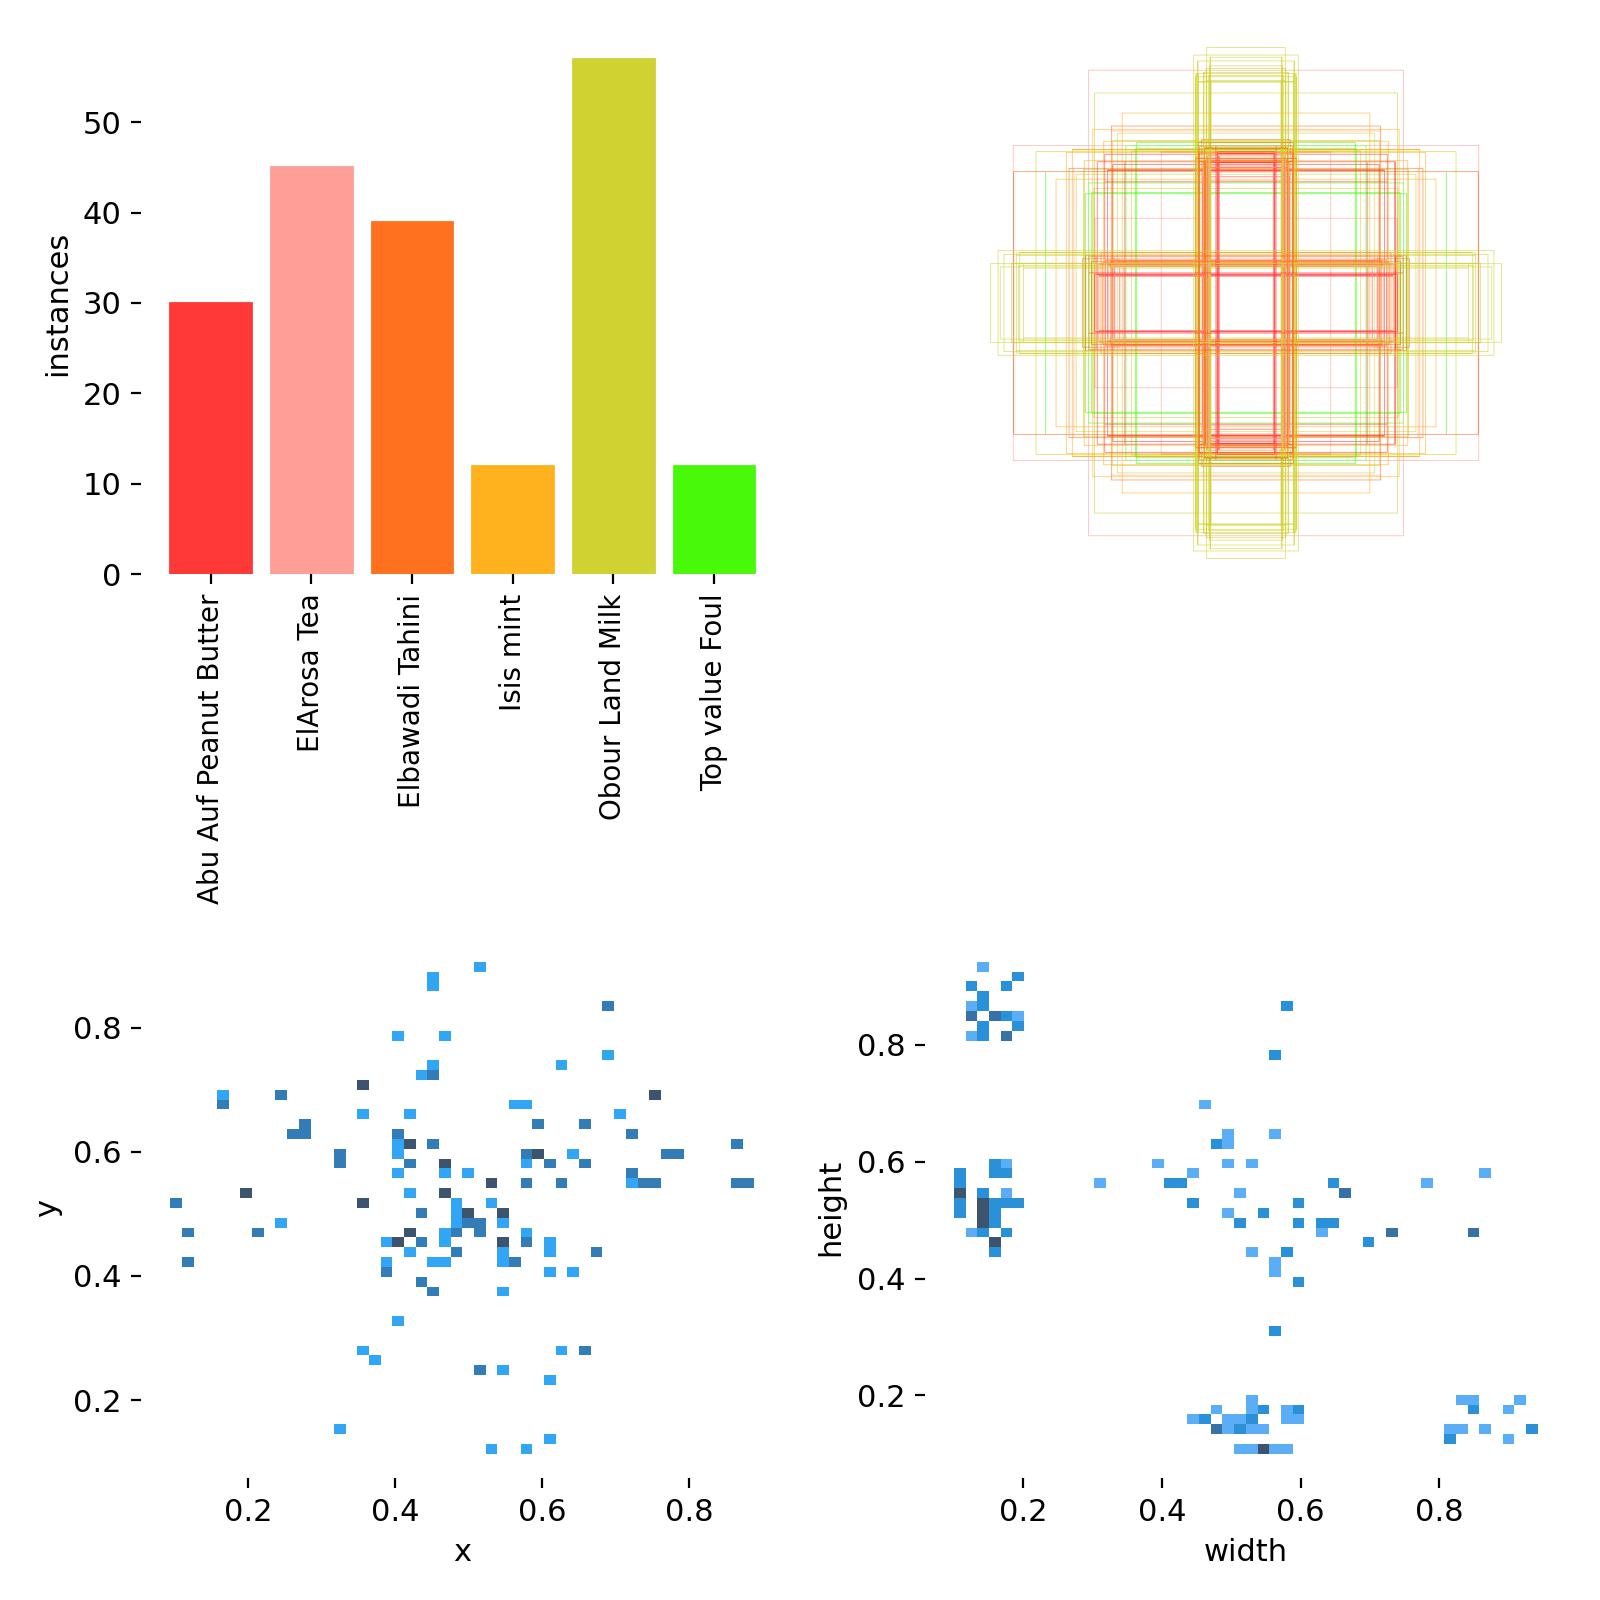 instances
50
40
30
20
10
0
Abu Auf Peanut Butter
ElArosa Tea
Elbawadi Tahini
Isis mint
Obour Land Milk
Top value Foul
y
0.8
0.6
0.4
0.2
0.2 0.4 0.6 0.8
x
height
0.8
0.6
0.4
0.2
0.2 0.4 0.6 0.8
width